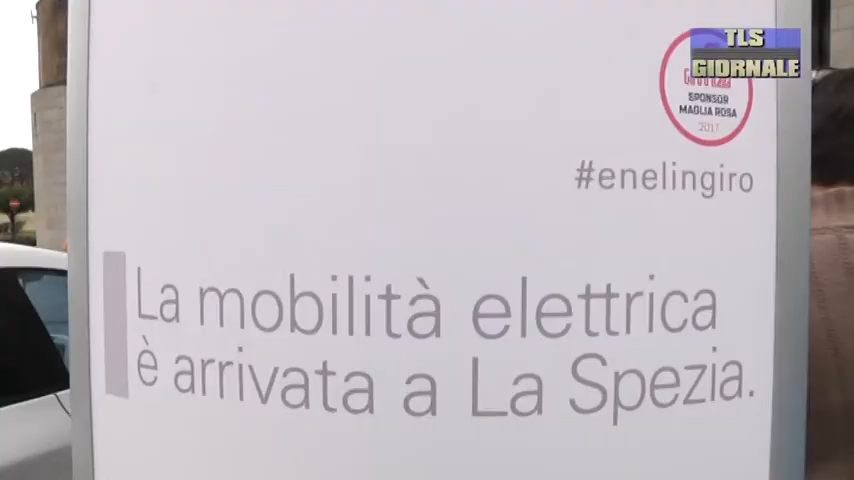 TLS
GIORNALE
SPONSOR
MAGLIA ROSA
2017
#enelingiro
La mobilità elettrica
è arrivata a La Spezia.